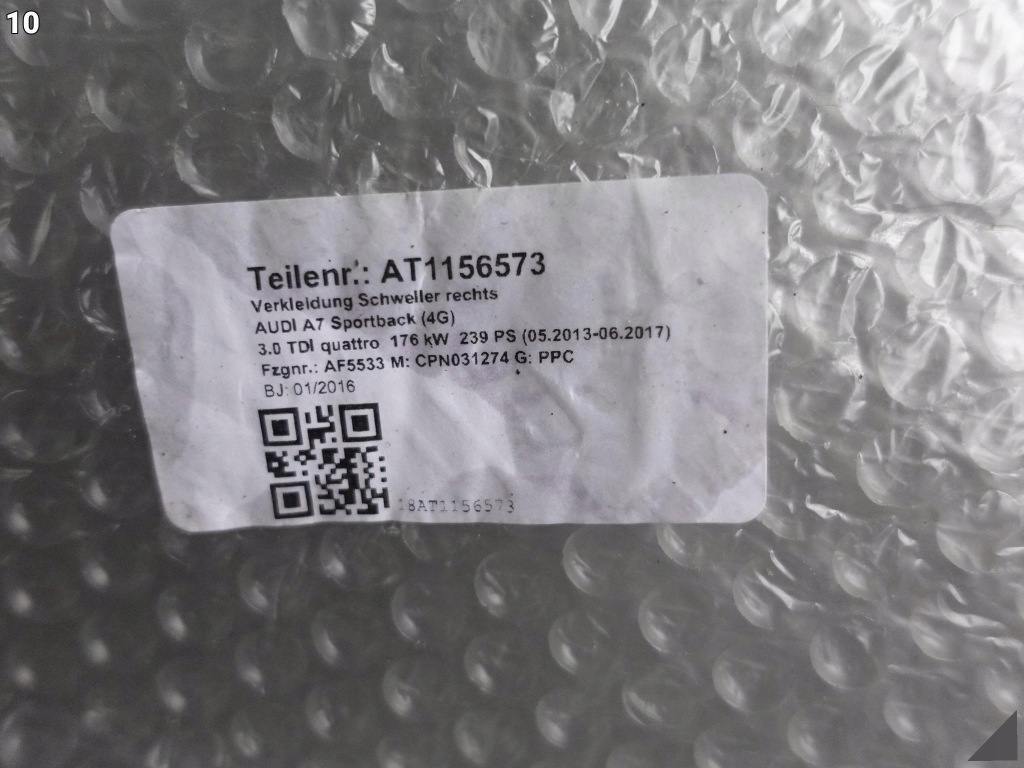 10
Teilenr.: AT1156573
Verkleidung Schweller rechts
AUDI A7 Sportback (4G)
3.0 TDI quattro 176 kW 239 PS (05.2013-06.2017)
Fzgnr.: AF5533 M: CPN031274 G: PPC
BJ: 01/2016
18AT1156573